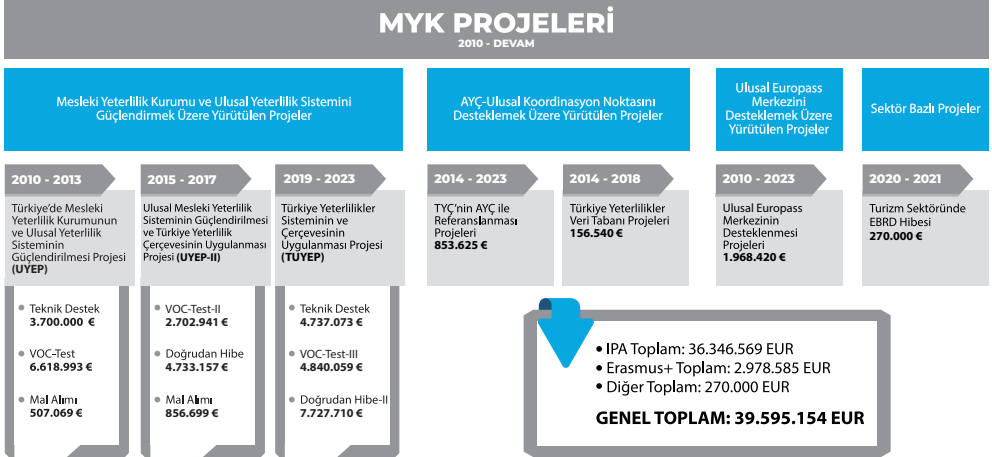 MYK PROJELERİ
2010 - DEVAM
Mesleki Yeterlilik Kurumu ve Ulusal Yeterlilik Sistemini
Güçlendirmek Üzere Yürütülen Projeler
2010 - 2013
Türkiye'de Mesleki
Yeterlilik Kurumunun
ve Ulusal Yeterlilik
Sisteminin
Güçlendirilmesi Projesi
(UYEP)
• Teknik Destek
3.700.000 €
• VOC-Test
6.618.993 €
• Mal Alımı
507.069 €
2015 - 2017
Ulusal Mesleki Yeterlilik
Sisteminin Güçlendirilmesi
ve Türkiye Yeterlilik
Çerçevesinin Uygulanması
Projesi (UYEP-II)
• VOC-Test-II
2.702.941 €
• Doğrudan Hibe
4.733.157 €
• Mal Alımı
856.699 €
2019 - 2023
Türkiye Yeterlilikler
Sisteminin ve
Çerçevesinin
Uygulanması Projesi
(TUYEP)
• Teknik Destek
4.737.073 €
• VOC-Test-III
4.840.059 €
• Doğrudan Hibe-II
7.727.710 €
AYÇ-Ulusal Koordinasyon Noktasını
Desteklemek Üzere Yürütülen Projeler
2014 - 2023
TYÇ'nin AYÇ ile
Referanslanması
Projeleri
853.625 €
2014 - 2018
Türkiye Yeterlilikler
Veri Tabanı Projeleri
156.540 €
Ulusal Europass
Merkezini
Desteklemek Üzere
Yürütülen Projeler
2010 - 2023
Ulusal Europass
Merkezinin
Desteklenmesi
Projeleri
1.968.420 €
Sektör Bazlı Projeler
2020 - 2021
Turizm Sektöründe
EBRD Hibesi
270.000 €
• IPA Toplam: 36.346.569 EUR
• Erasmus+ Toplam: 2.978.585 EUR
• Diğer Toplam: 270.000 EUR
GENEL TOPLAM: 39.595.154 EUR